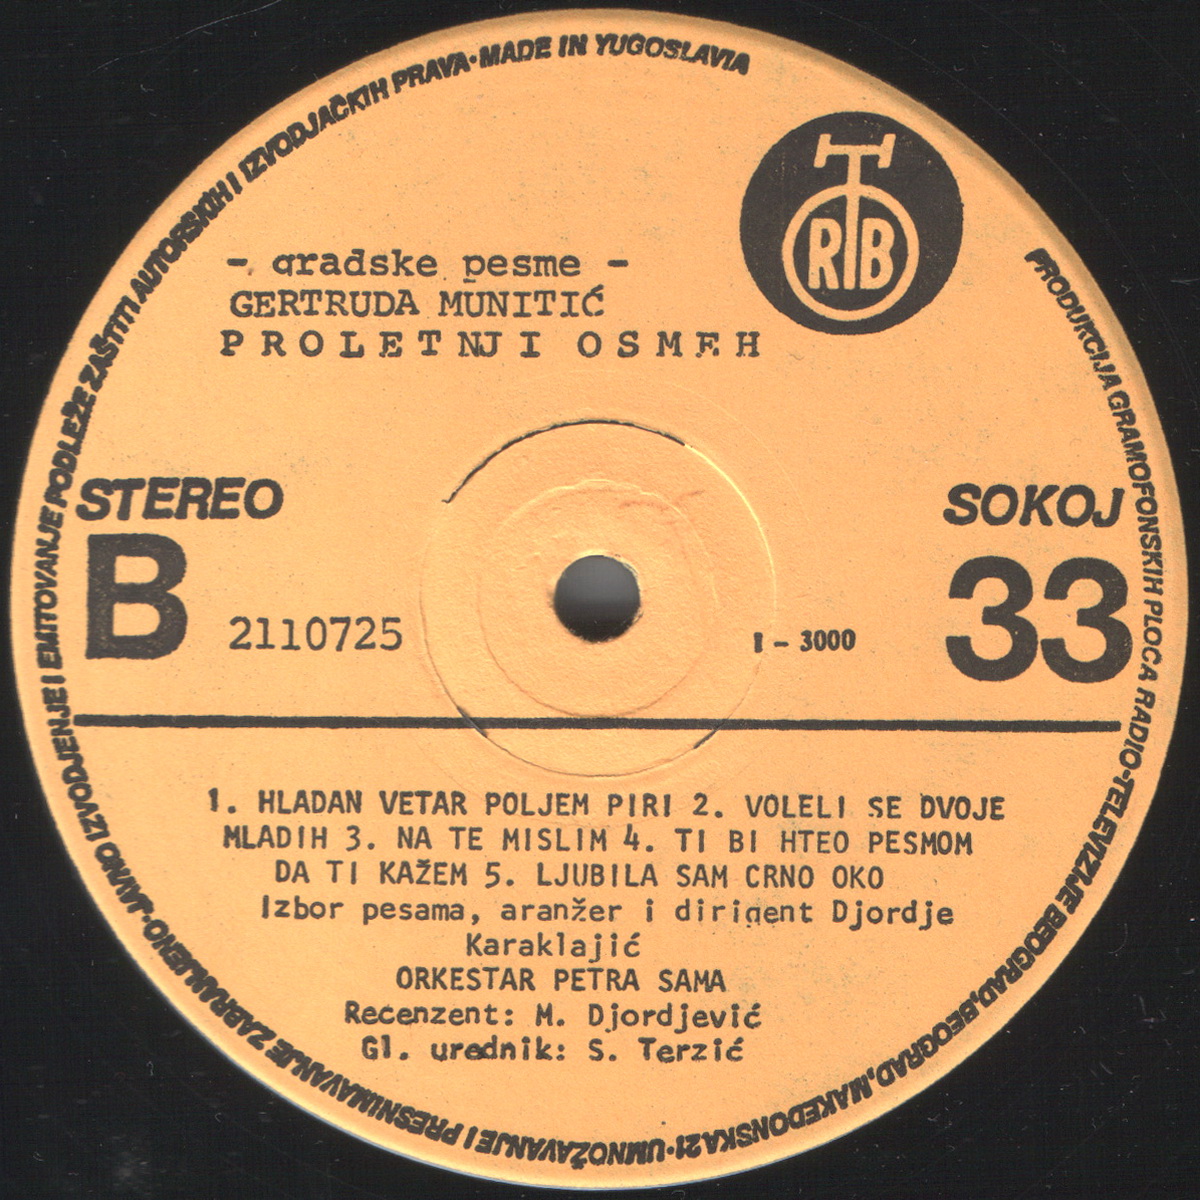 PRODUKCIJA GRAMOFONSKIH PLOČA RADIO-TELEVIZIJE BEOGRAD, BEOGRAD, MAKEDONSKA 21 · UMNOŽAVANJE I PRESNIMAVANJE ZABRANJENO · JAVNO IZVODJENJE I EMITOVANJE PODLEŽE ZAŠTITI AUTORSKIH I IZVODJAČKIH PRAVA · MADE IN YUGOSLAVIA
RTB
- gradske pesme -
GERTRUDA MUNITIĆ
PROLETNJI OSMEH
STEREO
SOKOJ
B
2110725
I - 3000
33
1. HLADAN VETAR POLJEM PIRI 2. VOLELI SE DVOJE
MLADIH 3. NA TE MISLIM 4. TI BI HTEO PESMOM
DA TI KAŽEM 5. LJUBILA SAM CRNO OKO
Izbor pesama, aranžer i dirigent Djordje
Karaklajić
ORKESTAR PETRA SAMA
Recenzent: M. Djordjević
Gl. urednik: S. Terzić